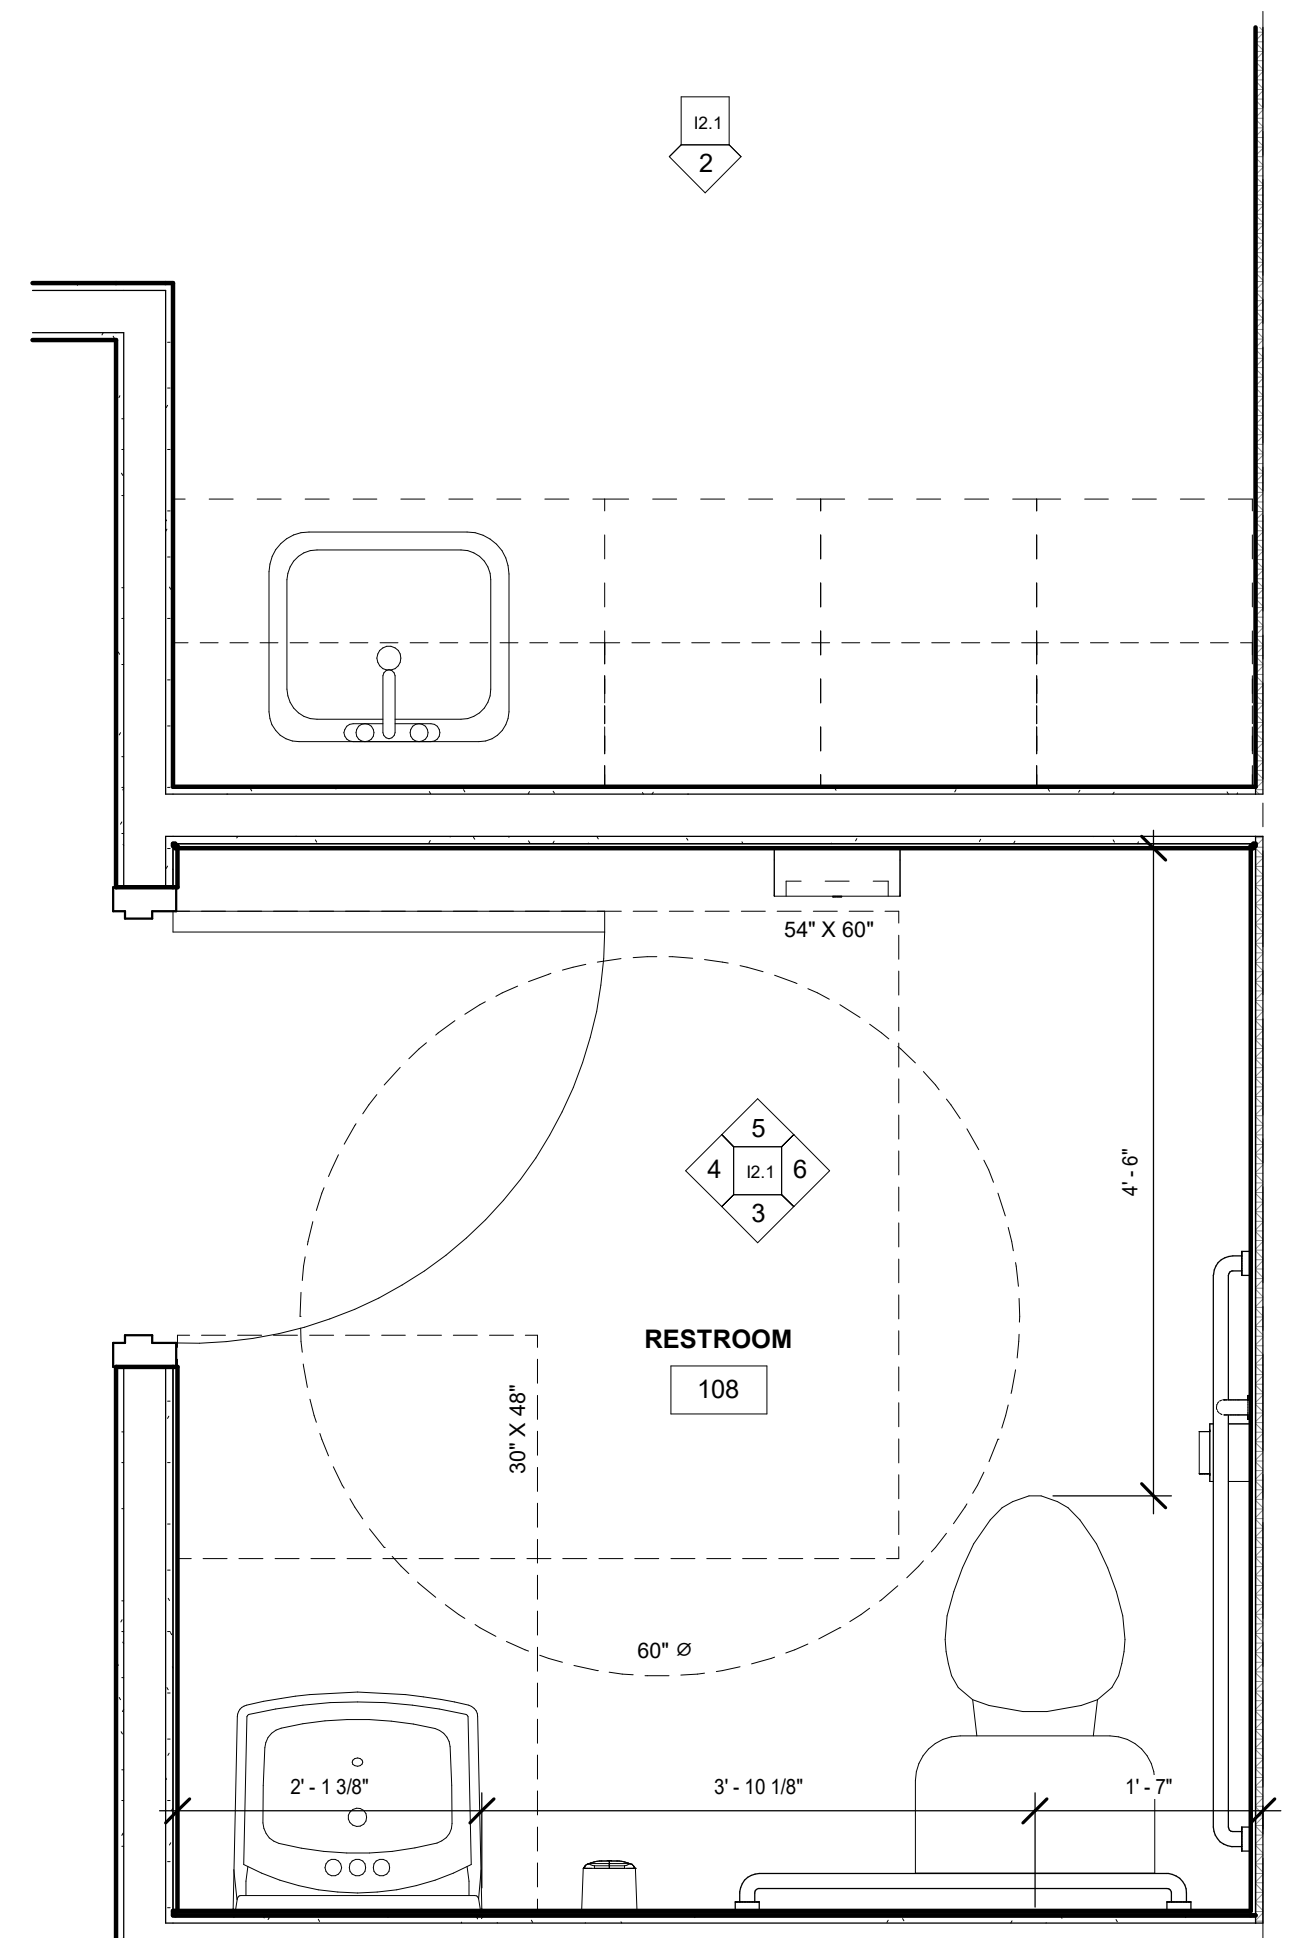 I2.1
2
54" X 60"
5
4
I2.1
6
3
4' - 6"
RESTROOM
108
30" X 48"
60" ⌀
2' - 1 3/8"
3' - 10 1/8"
1' - 7"